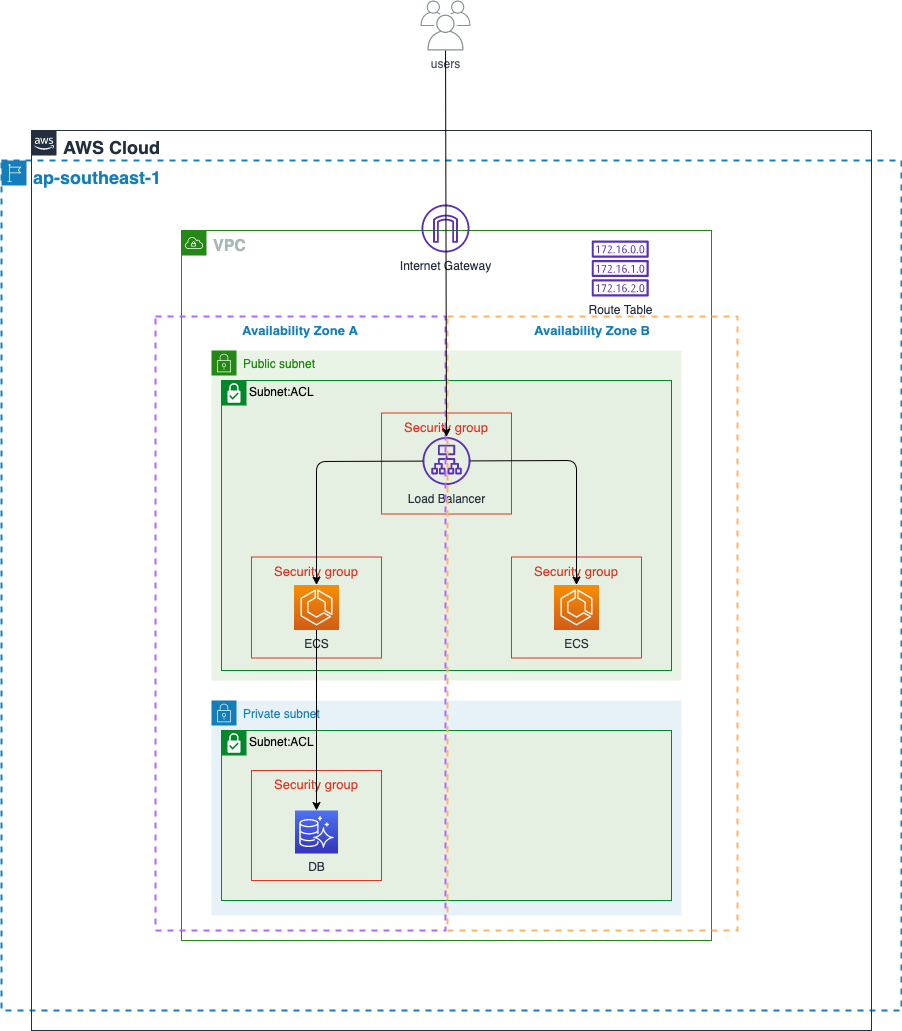 users
aws
AWS Cloud
ap-southeast-1
VPC
Internet Gateway
172.16.0.0
172.16.1.0
172.16.2.0
Route Table
Availability Zone A
Availability Zone B
Public subnet
Subnet:ACL
Security group
Load Balancer
Security group
ECS
Security group
ECS
Private subnet
Subnet:ACL
Security group
DB